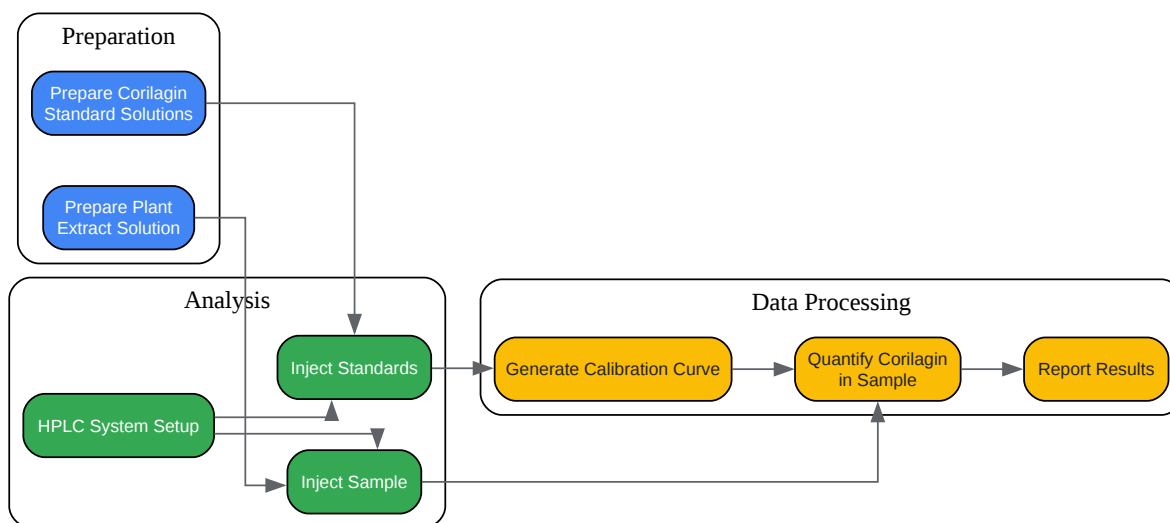 Preparation
Prepare Corilagin
Standard Solutions
Prepare Plant
Extract Solution
Analysis
Inject Standards
HPLC System Setup
Inject Sample
Data Processing
Generate Calibration Curve
Quantify Corilagin
in Sample
Report Results